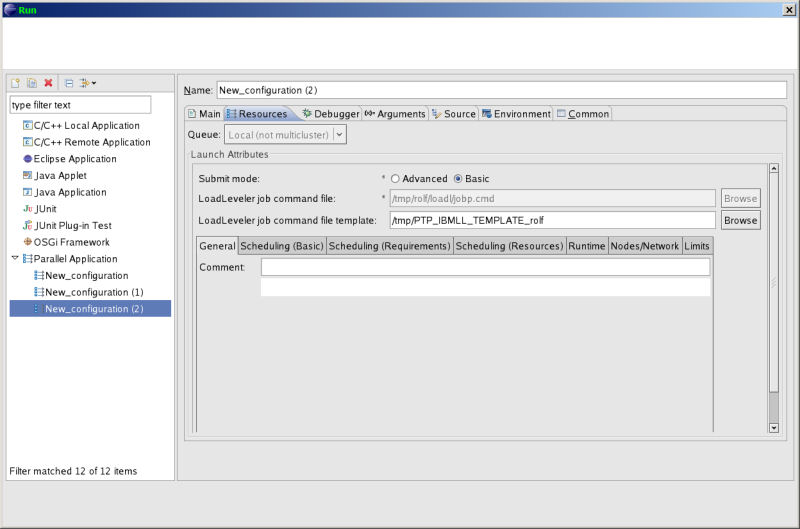 Run
type filter text
C/C++ Local Application
C/C++ Remote Application
Eclipse Application
Java Applet
Java Application
JUnit
JUnit Plug-in Test
OSGi Framework
Parallel Application
New_configuration
New_configuration (1)
New_configuration (2)
Filter matched 12 of 12 items
Name: New_configuration (2)
Main Resources Debugger Arguments Source Environment Common
Queue: Local (not multicluster)
Launch Attributes
Submit mode: * Advanced Basic
LoadLeveler job command file: * /tmp/rolf/loadl/jobp.cmd Browse
LoadLeveler job command file template: /tmp/PTP_IBMLL_TEMPLATE_rolf Browse
General Scheduling (Basic) Scheduling (Requirements) Scheduling (Resources) Runtime Nodes/Network Limits
Comment: